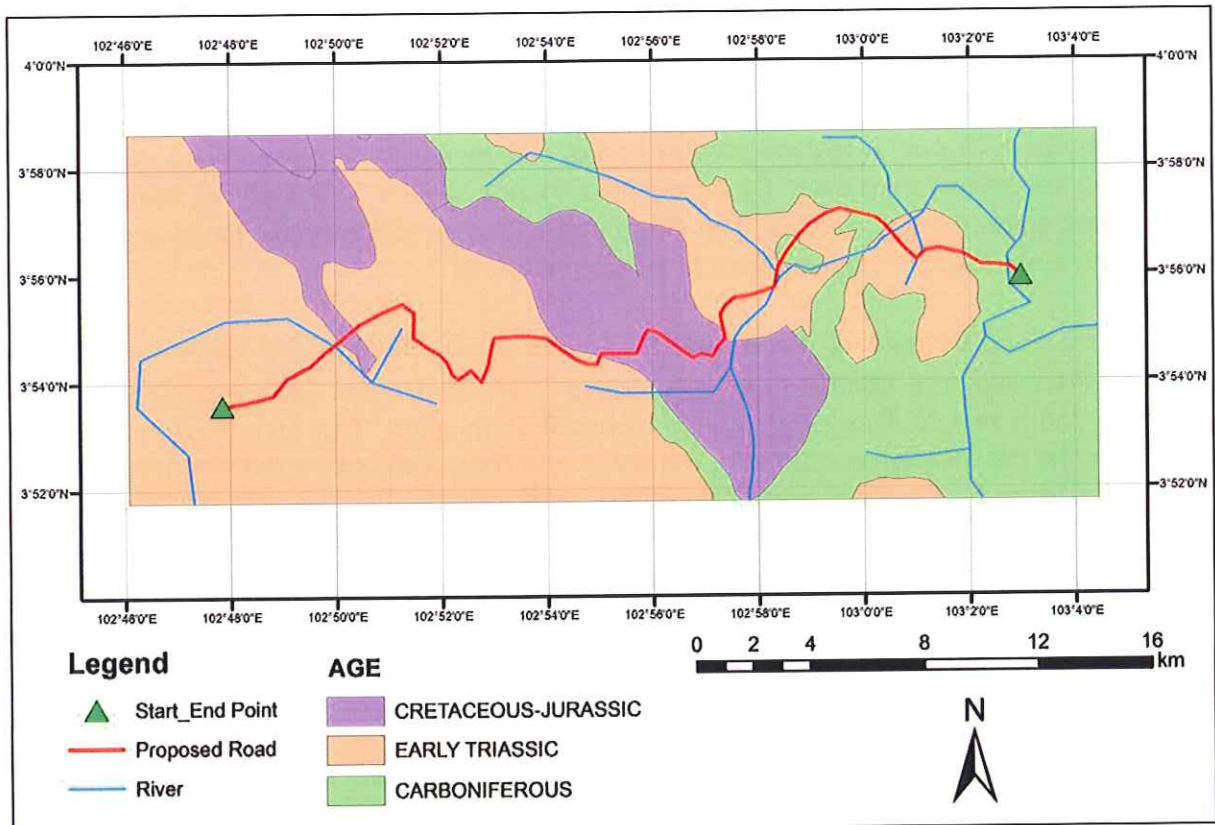 102°46'0"E 102°48'0"E 102°50'0"E 102°52'0"E 102°54'0"E 102°56'0"E 102°58'0"E 103°0'0"E 103°2'0"E 103°4'0"E
4°0'0"N 4°0'0"N
3°58'0"N 3°58'0"N
3°56'0"N 3°56'0"N
3°54'0"N 3°54'0"N
3°52'0"N 3°52'0"N
102°46'0"E 102°48'0"E 102°50'0"E 102°52'0"E 102°54'0"E 102°56'0"E 102°58'0"E 103°0'0"E 103°2'0"E 103°4'0"E
Legend
Start_End Point
Proposed Road
River
AGE
CRETACEOUS-JURASSIC
EARLY TRIASSIC
CARBONIFEROUS
0 2 4 8 12 16
km
N